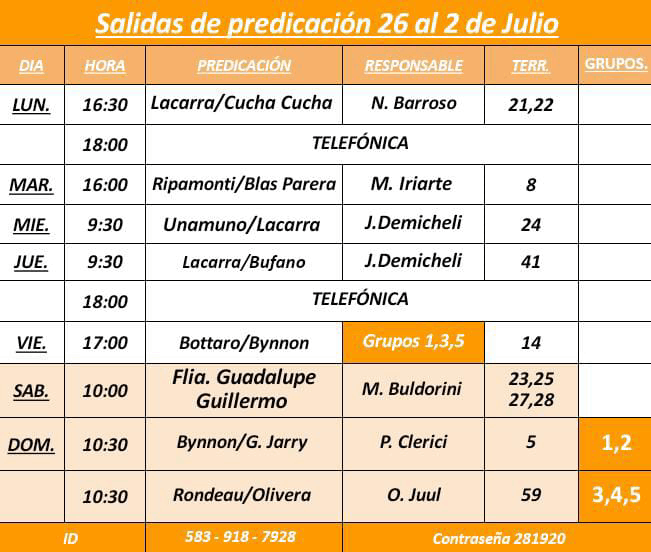 Salidas de predicación 26 al 2 de Julio
DIA HORA PREDICACIÓN RESPONSABLE TERR. GRUPOS.
LUN. 16:30 Lacarra/Cucha Cucha N. Barroso 21,22
18:00 TELEFÓNICA
MAR. 16:00 Ripamonti/Blas Parera M. Iriarte 8
MIE. 9:30 Unamuno/Lacarra J.Demicheli 24
JUE. 9:30 Lacarra/Bufano J.Demicheli 41
18:00 TELEFÓNICA
VIE. 17:00 Bottaro/Bynnon Grupos 1,3,5 14
SAB. 10:00 Flia. Guadalupe Guillermo M. Buldorini 23,25 27,28
DOM. 10:30 Bynnon/G. Jarry P. Clerici 5 1,2
10:30 Rondeau/Olivera O. Juul 59 3,4,5
ID 583 - 918 - 7928 Contraseña 281920